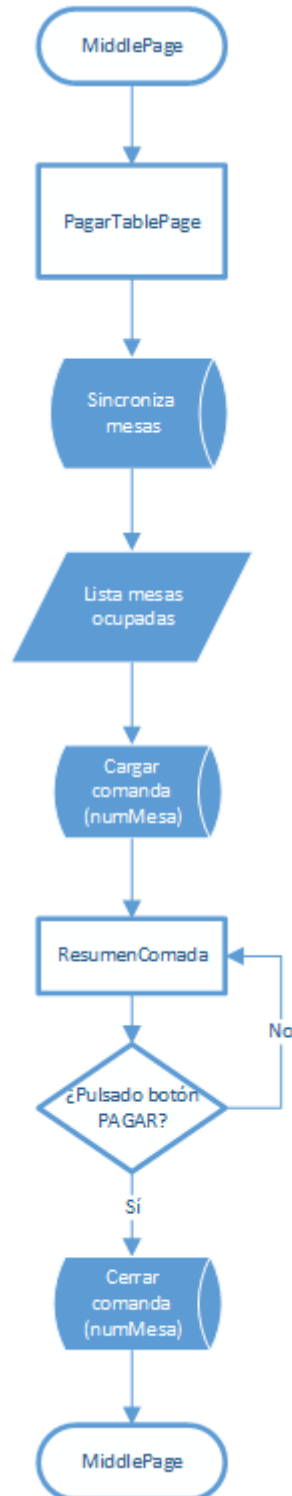 MiddlePage
PagarTablePage
Sincroniza
mesas
Lista mesas
ocupadas
Cargar
comanda
(numMesa)
ResumenComada
No
¿Pulsado botón
PAGAR?
Sí
Cerrar
comanda
(numMesa)
MiddlePage